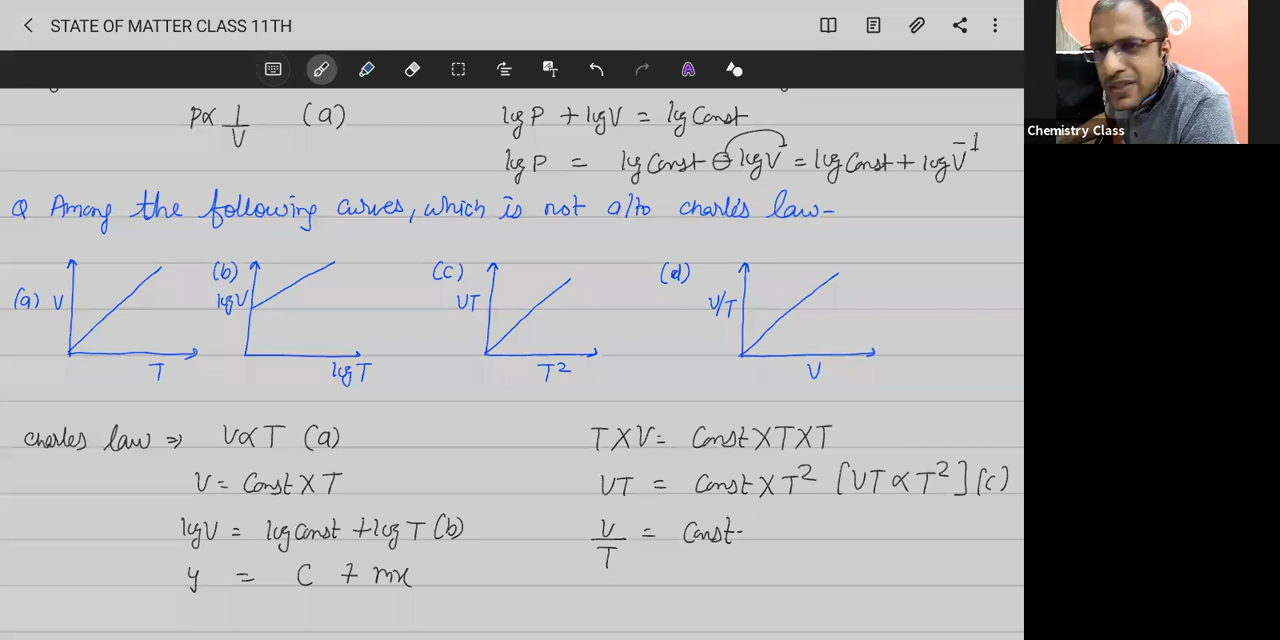 STATE OF MATTER CLASS 11TH
Chemistry Class
P∝ 1/V (a)
log P + log V = log Const
log P = log Const ⊖ log V = log Const + log V⁻¹
Q Among the following curves, which is not a/to charles law-
(a) V T
(b) log V log T
(c) VT T²
(d) V/T V
charles law ⇒ V∝T (a)
V = Const X T
log V = log Const + log T (b)
y = C + mx
T X V = Const X T X T
VT = Const X T² [VT ∝ T²] (c)
V/T = Const-